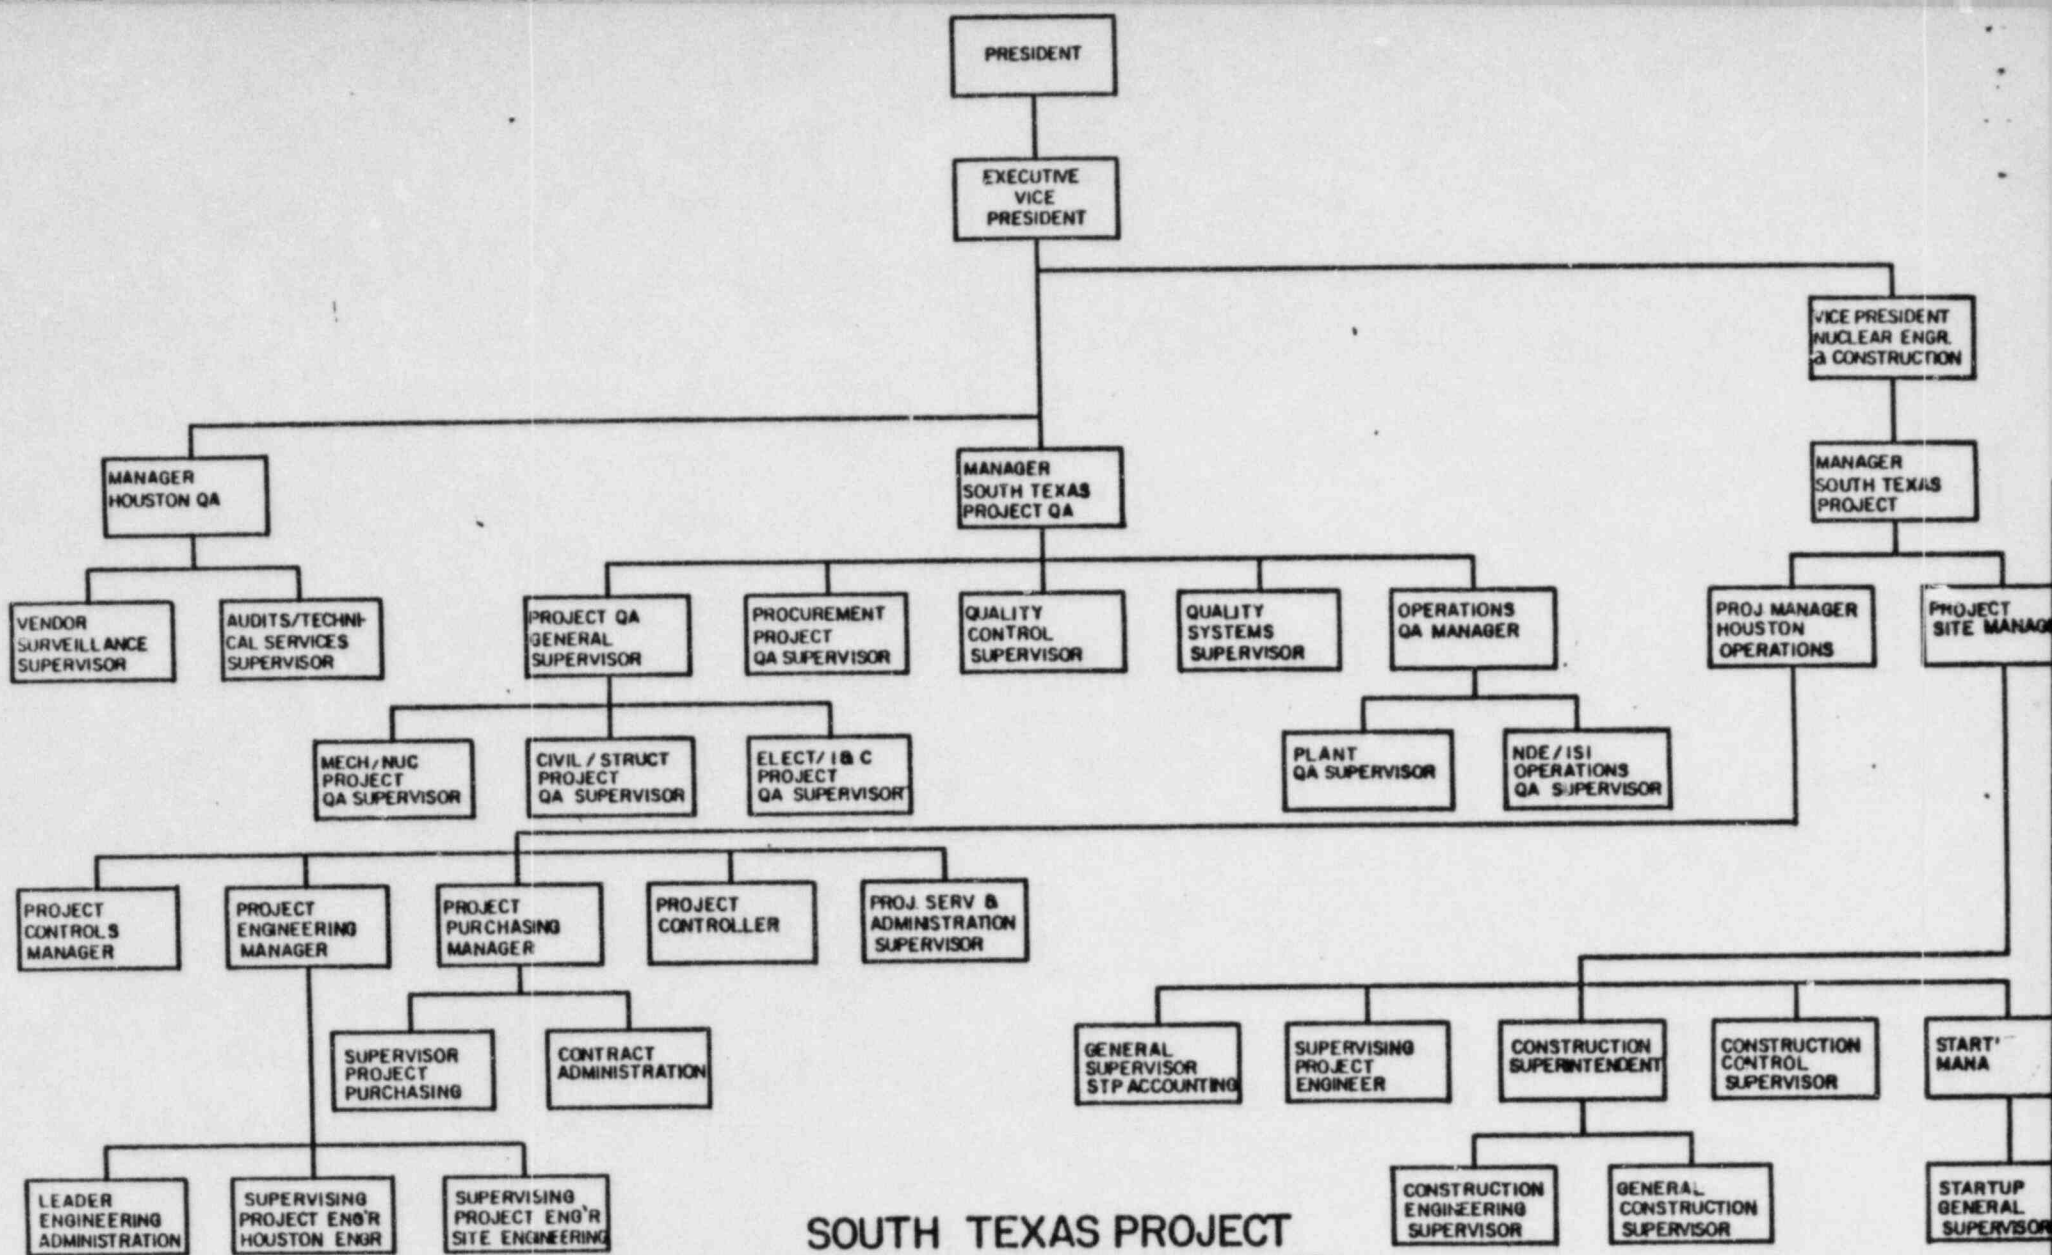 PRESIDENT
EXECUTIVE
VICE
PRESIDENT
VICE PRESIDENT
NUCLEAR ENGR.
& CONSTRUCTION
MANAGER
HOUSTON QA
MANAGER
SOUTH TEXAS
PROJECT QA
MANAGER
SOUTH TEXAS
PROJECT
VENDOR
SURVEILLANCE
SUPERVISOR
AUDITS/TECHNI-
CAL SERVICES
SUPERVISOR
PROJECT QA
GENERAL
SUPERVISOR
PROCUREMENT
PROJECT
QA SUPERVISOR
QUALITY
CONTROL
SUPERVISOR
QUALITY
SYSTEMS
SUPERVISOR
OPERATIONS
QA MANAGER
PROJ. MANAGER
HOUSTON
OPERATIONS
PROJECT
SITE MANAG
MECH/NUC
PROJECT
QA SUPERVISOR
CIVIL / STRUCT
PROJECT
QA SUPERVISOR
ELECT/ I & C
PROJECT
QA SUPERVISOR
PLANT
QA SUPERVISOR
NDE/ISI
OPERATIONS
QA SUPERVISOR
PROJECT
CONTROLS
MANAGER
PROJECT
ENGINEERING
MANAGER
PROJECT
PURCHASING
MANAGER
PROJECT
CONTROLLER
PROJ. SERV &
ADMINISTRATION
SUPERVISOR
SUPERVISOR
PROJECT
PURCHASING
CONTRACT
ADMINISTRATION
GENERAL
SUPERVISOR
STP ACCOUNTING
SUPERVISING
PROJECT
ENGINEER
CONSTRUCTION
SUPERINTENDENT
CONSTRUCTION
CONTROL
SUPERVISOR
START
MANA
LEADER
ENGINEERING
ADMINISTRATION
SUPERVISING
PROJECT ENG'R
HOUSTON ENGR
SUPERVISING
PROJECT ENG'R
SITE ENGINEERING
CONSTRUCTION
ENGINEERING
SUPERVISOR
GENERAL
CONSTRUCTION
SUPERVISOR
STARTUP
GENERAL
SUPERVISOR
SOUTH TEXAS PROJECT